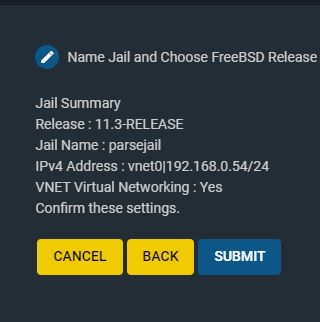 Name Jail and Choose FreeBSD Release
Jail Summary
Release : 11.3-RELEASE
Jail Name : parsejail
IPv4 Address : vnet0|192.168.0.54/24
VNET Virtual Networking : Yes
Confirm these settings.
CANCEL BACK SUBMIT